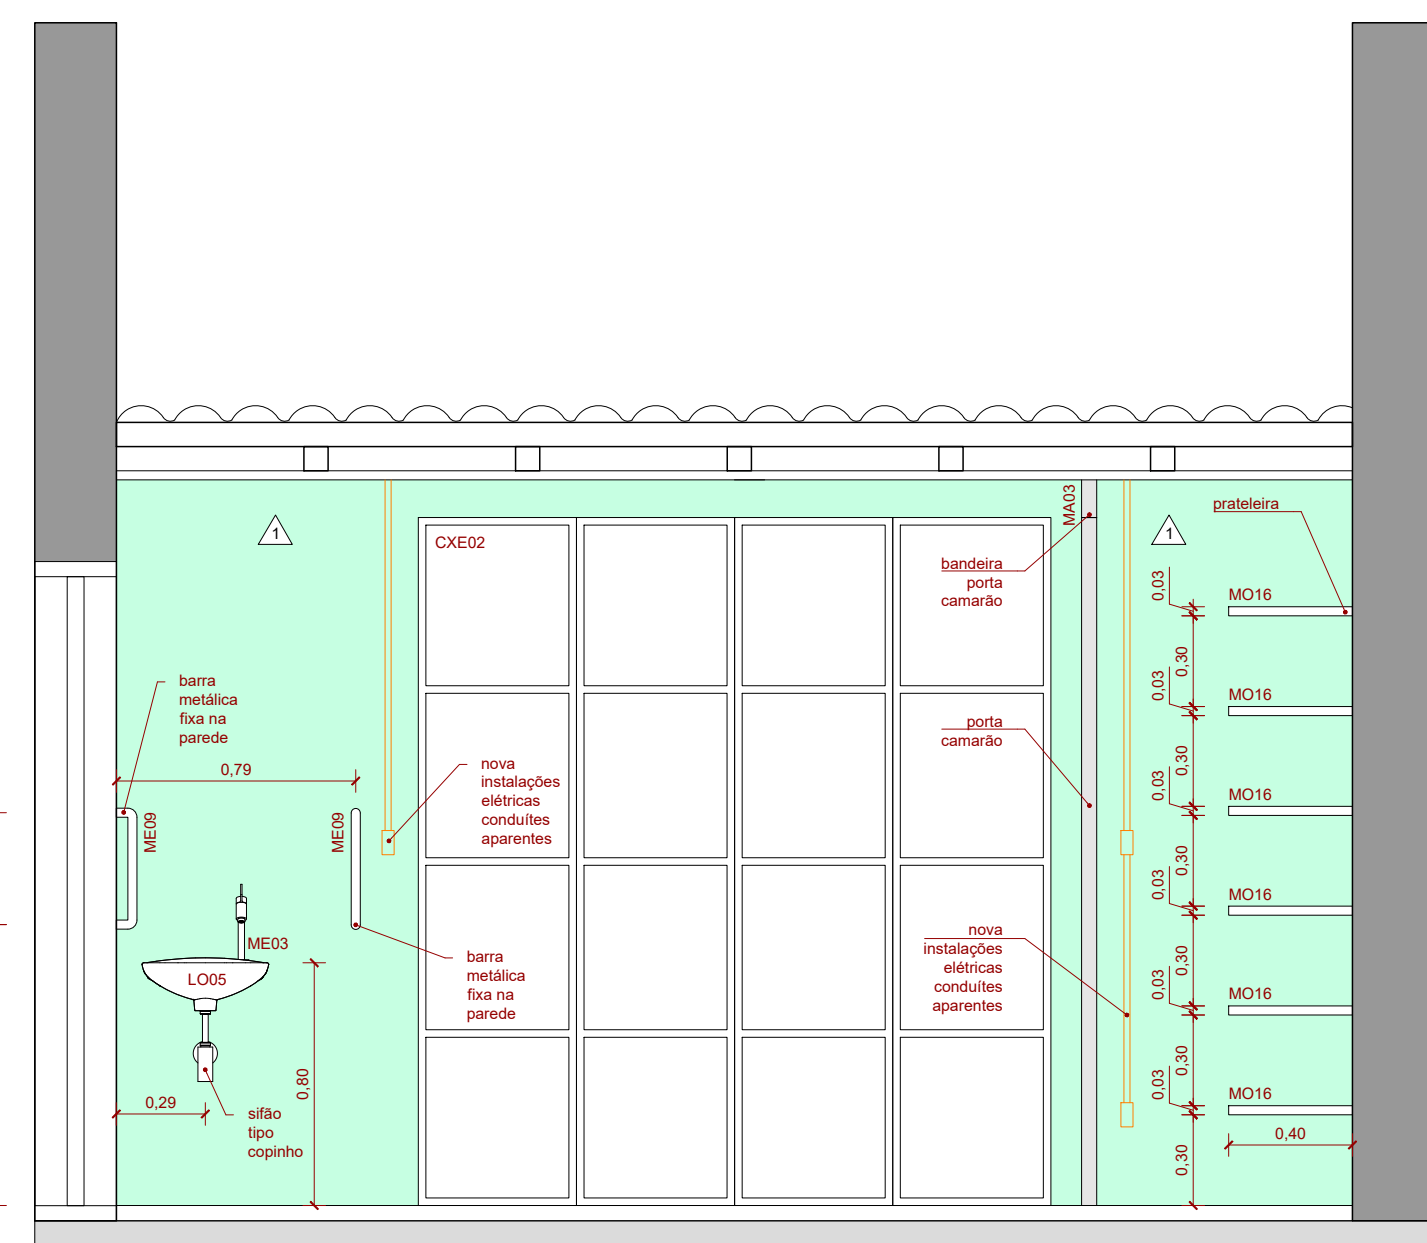 1
CXE02
MA03
bandeira
porta
camarão
1
prateleira
0,03
MO16
0,30
0,03
MO16
0,30
0,03
MO16
0,30
0,03
MO16
0,30
0,03
MO16
0,30
0,03
MO16
0,30
0,40
barra
metálica
fixa na
parede
0,79
ME09
ME09
nova
instalações
elétricas
conduítes
aparentes
porta
camarão
ME03
LO05
barra
metálica
fixa na
parede
nova
instalações
elétricas
conduítes
aparentes
0,80
0,29
sifão
tipo
copinho